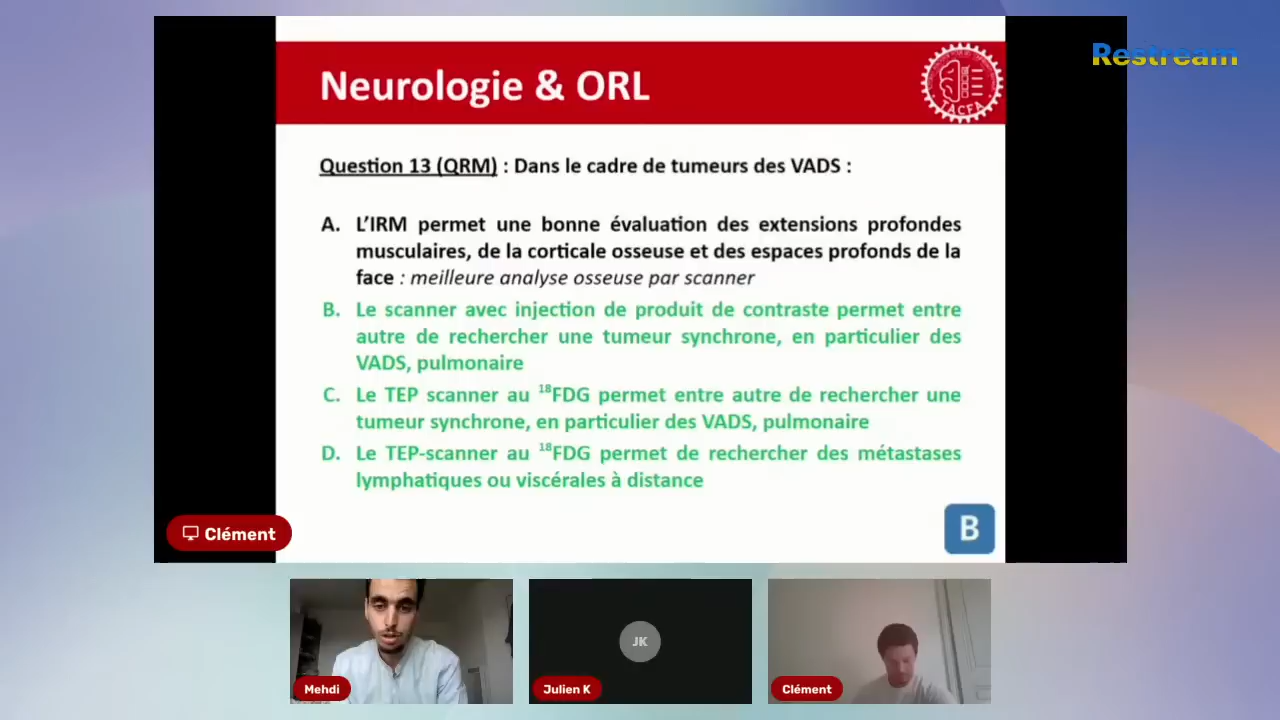 Restream
Neurologie & ORL
TACFA
Question 13 (QRM) : Dans le cadre de tumeurs des VADS :
A. L’IRM permet une bonne évaluation des extensions profondes
musculaires, de la corticale osseuse et des espaces profonds de la
face : meilleure analyse osseuse par scanner
B. Le scanner avec injection de produit de contraste permet entre
autre de rechercher une tumeur synchrone, en particulier des
VADS, pulmonaire
C. Le TEP scanner au ¹⁸FDG permet entre autre de rechercher une
tumeur synchrone, en particulier des VADS, pulmonaire
D. Le TEP-scanner au ¹⁸FDG permet de rechercher des métastases
lymphatiques ou viscérales à distance
B
Clément
JK
Mehdi
Julien K
Clément